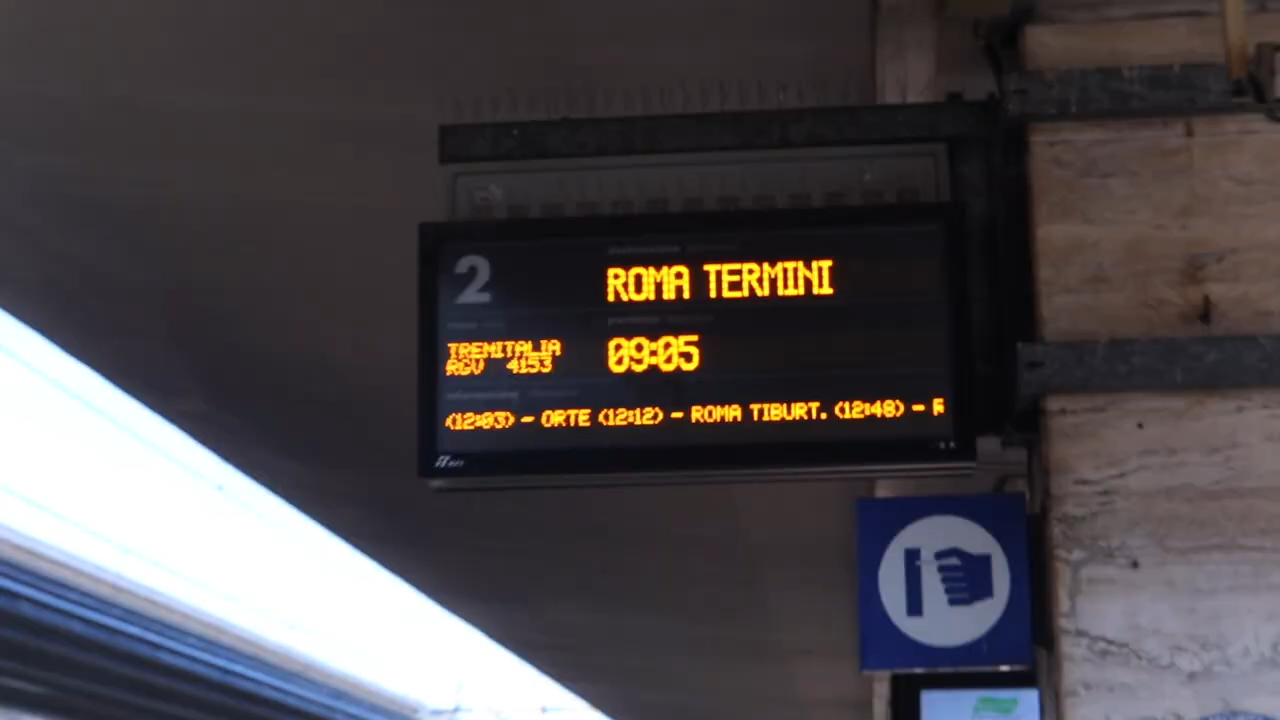 2
ROMA TERMINI
TRENITALIA
RGV 4153
09:05
(12:03) - ORTE (12:12) - ROMA TIBURT. (12:48) -